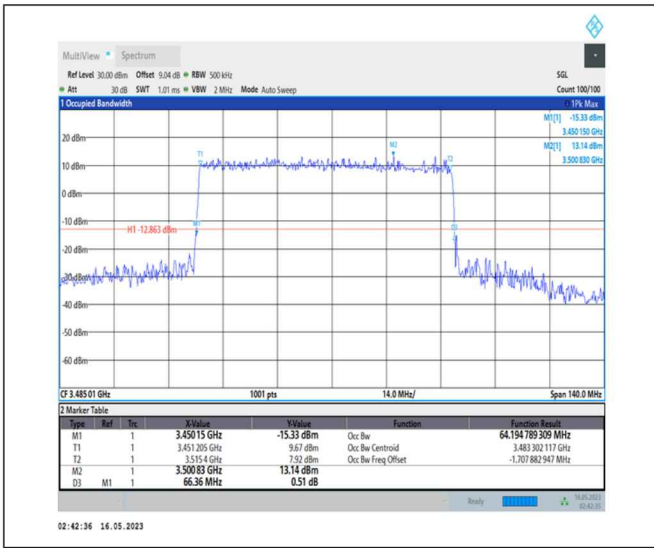 MultiView Spectrum
Ref Level 30.00 dBm Offset 9.04 dB RBW 500 kHz SGL
Att 30 dB SWT 1.01 ms VBW 2 MHz Mode Auto Sweep Count 100/100
1 Occupied Bandwidth 1Pk Max
M1[1] -15.33 dBm
3.450 150 GHz
M2[1] 13.14 dBm
3.500 830 GHz
20 dBm
M2
T1
T2
10 dBm
0 dBm
-10 dBm
H1 -12.863 dBm
M1
D3
-20 dBm
-30 dBm
-40 dBm
-50 dBm
-60 dBm
CF 3.485 01 GHz 1001 pts 14.0 MHz/ Span 140.0 MHz
2 Marker Table
Type Ref Trc X-Value Y-Value Function Function Result
M1 1 3.450 15 GHz -15.33 dBm Occ Bw 64.194 789 309 MHz
T1 1 3.451 205 GHz 9.67 dBm Occ Bw Centroid 3.483 302 117 GHz
T2 1 3.515 4 GHz 7.92 dBm Occ Bw Freq Offset -1.707 882 947 MHz
M2 1 3.500 83 GHz 13.14 dBm
D3 M1 1 66.36 MHz 0.51 dB
Ready 16.05.2023
02:42:35
02:42:36 16.05.2023